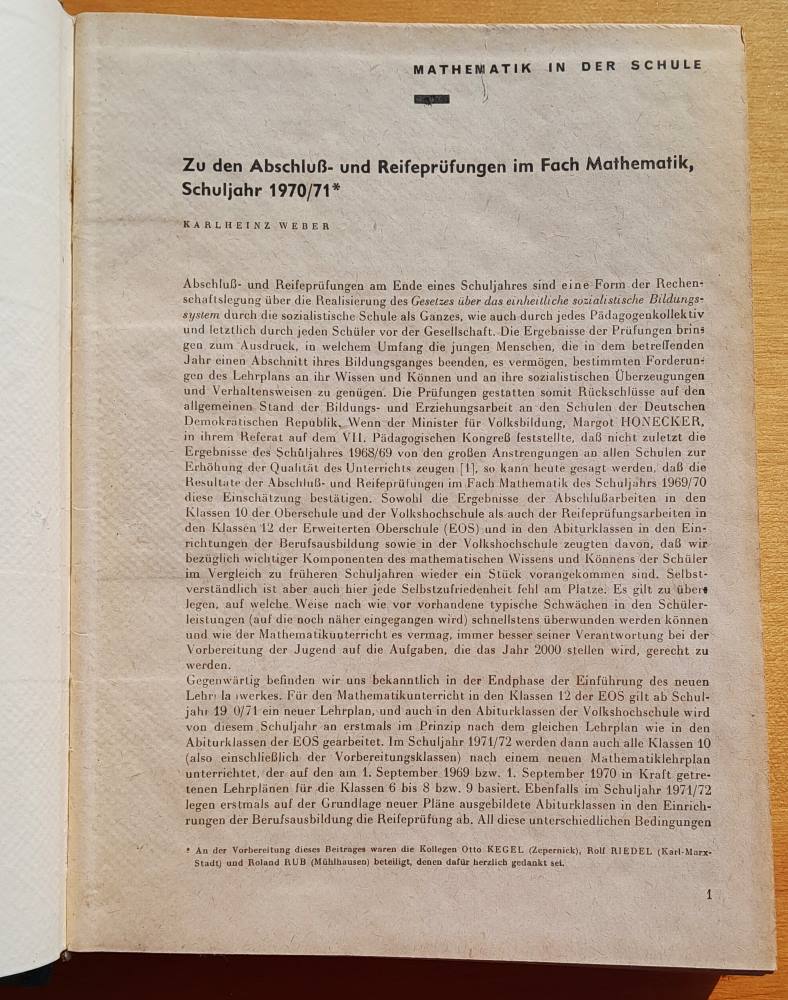 MATHEMATIK IN DER SCHULE
Zu den Abschluß- und Reifeprüfungen im Fach Mathematik,
Schuljahr 1970/71*
KARLHEINZ WEBER
Abschluß- und Reifeprüfungen am Ende eines Schuljahres sind eine Form der Rechen-
schaftslegung über die Realisierung des Gesetzes über das einheitliche sozialistische Bildungs-
system durch die sozialistische Schule als Ganzes, wie auch durch jedes Pädagogenkollektiv
und letztlich durch jeden Schüler vor der Gesellschaft. Die Ergebnisse der Prüfungen brin-
gen zum Ausdruck, in welchem Umfang die jungen Menschen, die in dem betreffenden
Jahr einen Abschnitt ihres Bildungsganges beenden, es vermögen, bestimmten Forderun-
gen des Lehrplans an ihr Wissen und Können und an ihre sozialistischen Überzeugungen
und Verhaltensweisen zu genügen. Die Prüfungen gestatten somit Rückschlüsse auf den
allgemeinen Stand der Bildungs- und Erziehungsarbeit an den Schulen der Deutschen
Demokratischen Republik. Wenn der Minister für Volksbildung, Margot HONECKER,
in ihrem Referat auf dem VII. Pädagogischen Kongreß feststellte, daß nicht zuletzt die
Ergebnisse des Schuljahres 1968/69 von den großen Anstrengungen an allen Schulen zur
Erhöhung der Qualität des Unterrichts zeugen [1], so kann heute gesagt werden, daß die
Resultate der Abschluß- und Reifeprüfungen im Fach Mathematik des Schuljahrs 1969/70
diese Einschätzung bestätigen. Sowohl die Ergebnisse der Abschlußarbeiten in den
Klassen 10 der Oberschule und der Volkshochschule als auch der Reifeprüfungsarbeiten in
den Klassen 12 der Erweiterten Oberschule (EOS) und in den Abiturklassen in den Ein-
richtungen der Berufsausbildung sowie in der Volkshochschule zeugten davon, daß wir
bezüglich wichtiger Komponenten des mathematischen Wissens und Könnens der Schüler
im Vergleich zu früheren Schuljahren wieder ein Stück vorangekommen sind. Selbst-
verständlich ist aber auch hier jede Selbstzufriedenheit fehl am Platze. Es gilt zu über-
legen, auf welche Weise nach wie vor vorhandene typische Schwächen in den Schüler-
leistungen (auf die noch näher eingegangen wird) schnellstens überwunden werden können
und wie der Mathematikunterricht es vermag, immer besser seiner Verantwortung bei der
Vorbereitung der Jugend auf die Aufgaben, die das Jahr 2000 stellen wird, gerecht zu
werden.
Gegenwärtig befinden wir uns bekanntlich in der Endphase der Einführung des neuen
Lehr la werkes. Für den Mathematikunterricht in den Klassen 12 der EOS gilt ab Schul-
jahr 19 0/71 ein neuer Lehrplan, und auch in den Abiturklassen der Volkshochschule wird
von diesem Schuljahr an erstmals im Prinzip nach dem gleichen Lehrplan wie in den
Abiturklassen der EOS gearbeitet. Im Schuljahr 1971/72 werden dann auch alle Klassen 10
(also einschließlich der Vorbereitungsklassen) nach einem neuen Mathematiklehrplan
unterrichtet, der auf den am 1. September 1969 bzw. 1. September 1970 in Kraft getre-
tenen Lehrplänen für die Klassen 6 bis 8 bzw. 9 basiert. Ebenfalls im Schuljahr 1971/72
legen erstmals auf der Grundlage neuer Pläne ausgebildete Abiturklassen in den Einrich-
rungen der Berufsausbildung die Reifeprüfung ab. All diese unterschiedlichen Bedingungen
* An der Vorbereitung dieses Beitrages waren die Kollegen Otto KEGEL (Zepernick), Rolf RIEDEL (Karl-Marx-
Stadt) und Roland RUB (Mühlhausen) beteiligt, denen dafür herzlich gedankt sei.
1